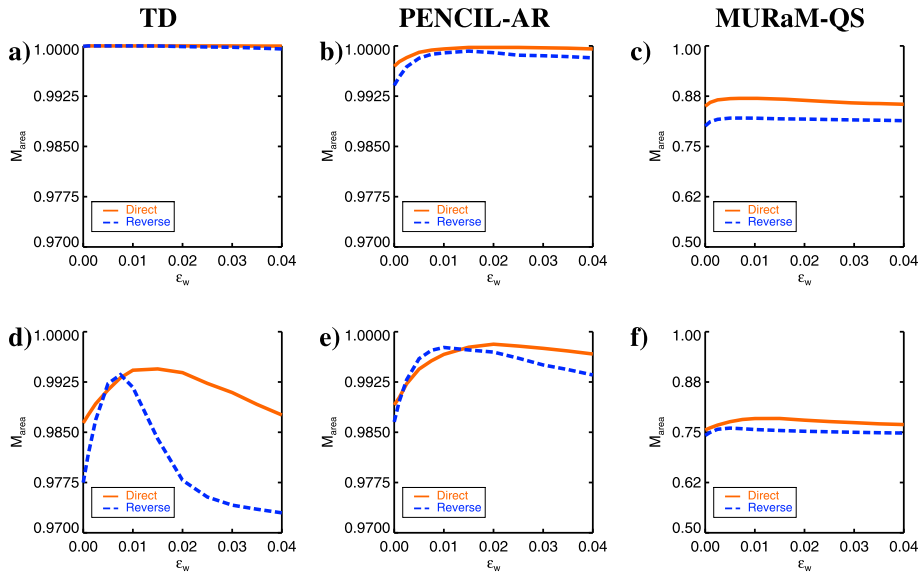 TD PENCIL-AR MURaM-QS
a) b) c)
1.0000 1.0000 1.00
0.9925 0.9925 0.88
0.9850 0.9850 0.75
0.9775 0.9775 0.62
0.9700 0.9700 0.50
M_area M_area M_area
Direct Direct Direct
Reverse Reverse Reverse
0.00 0.01 0.02 0.03 0.04 0.00 0.01 0.02 0.03 0.04 0.00 0.01 0.02 0.03 0.04
ε_w ε_w ε_w
d) e) f)
1.0000 1.0000 1.00
0.9925 0.9925 0.88
0.9850 0.9850 0.75
0.9775 0.9775 0.62
0.9700 0.9700 0.50
M_area M_area M_area
Direct Direct Direct
Reverse Reverse Reverse
0.00 0.01 0.02 0.03 0.04 0.00 0.01 0.02 0.03 0.04 0.00 0.01 0.02 0.03 0.04
ε_w ε_w ε_w